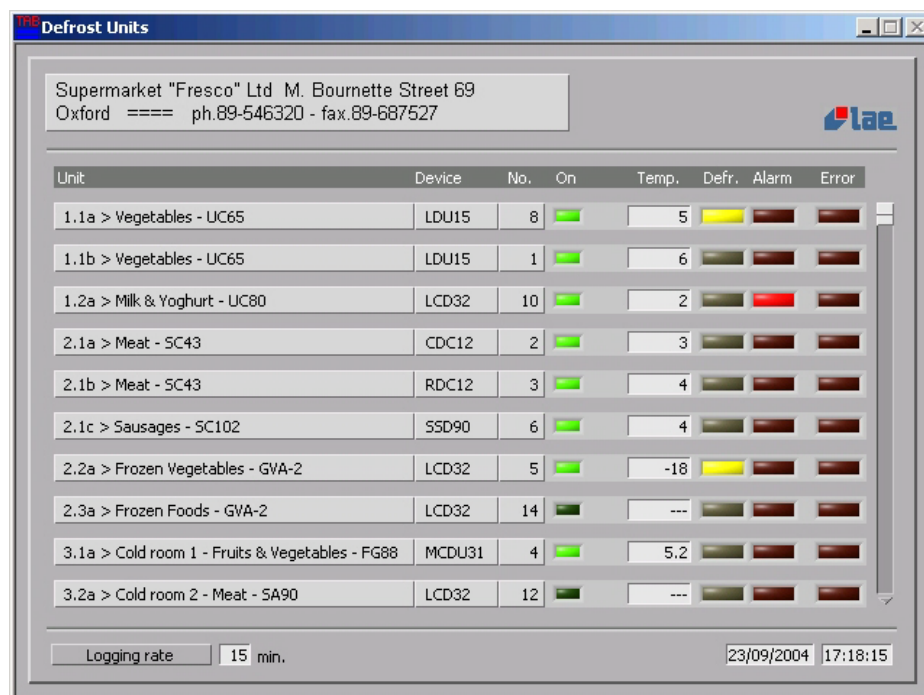 TAB
Defrost Units
Supermarket "Fresco" Ltd M. Bournette Street 69
Oxford ==== ph.89-546320 - fax.89-687527
lae
Unit Device No. On Temp. Defr. Alarm Error
1.1a > Vegetables - UC65 LDU15 8 5
1.1b > Vegetables - UC65 LDU15 1 6
1.2a > Milk & Yoghurt - UC80 LCD32 10 2
2.1a > Meat - SC43 CDC12 2 3
2.1b > Meat - SC43 RDC12 3 4
2.1c > Sausages - SC102 SSD90 6 4
2.2a > Frozen Vegetables - GVA-2 LCD32 5 -18
2.3a > Frozen Foods - GVA-2 LCD32 14 ---
3.1a > Cold room 1 - Fruits & Vegetables - FG88 MCDU31 4 5.2
3.2a > Cold room 2 - Meat - SA90 LCD32 12 ---
Logging rate 15 min. 23/09/2004 17:18:15